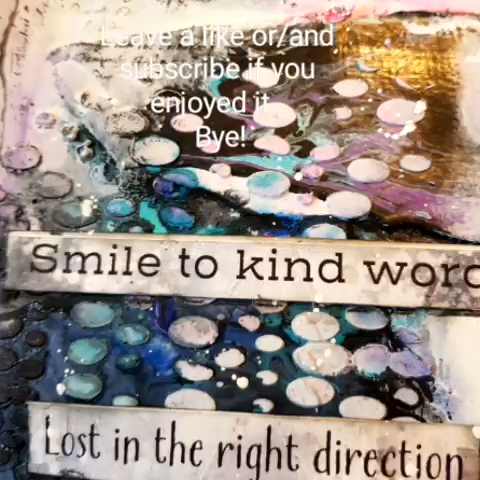 Leave a like or/and
subscribe if you
enjoyed it
Bye!
Smile to kind word
Lost in the right direction